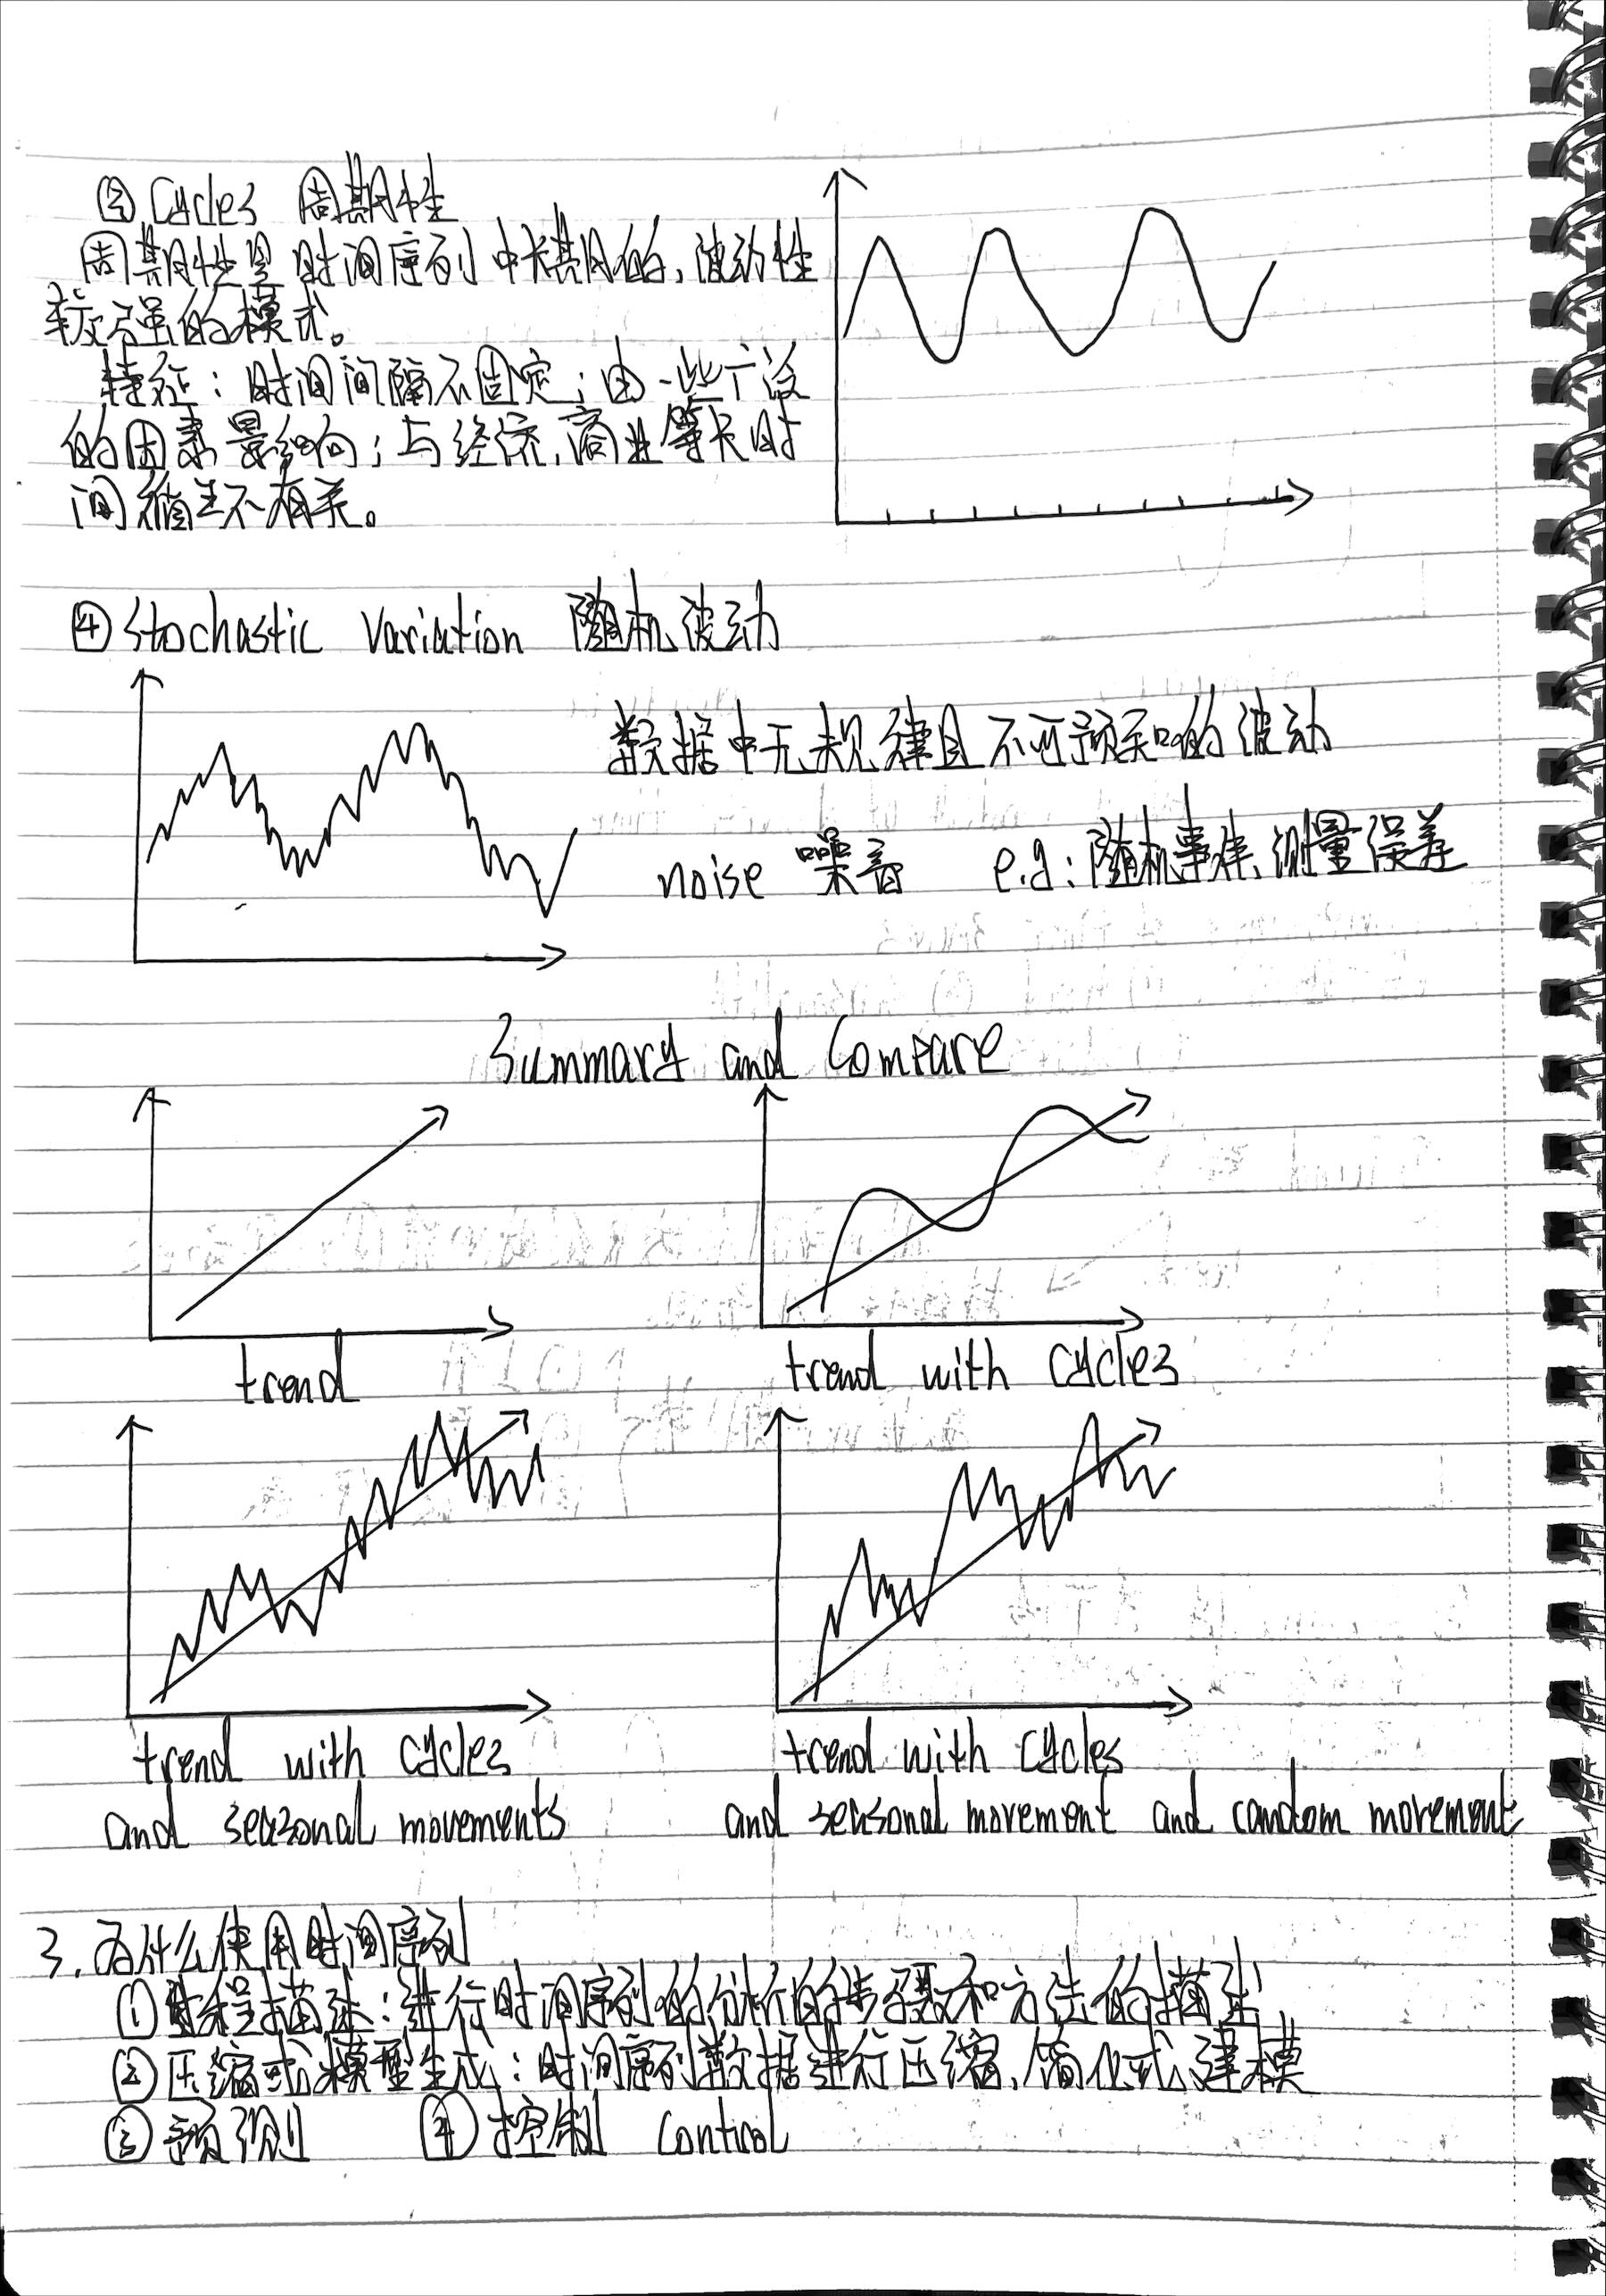 ③ Cycles 周期性
周期性是时间序列中长期的、波动性
较强的模式。
特征：时间间隔不固定；由一些广泛
的因素影响；与经济、商业等长时
间循环有关。
④ Stochastic Variation 随机波动
数据中无规律且不可预知的波动
noise 噪音 e.g：随机事件、测量误差
Summary and Compare
trend
trend with cycles
trend with cycles
and seasonal movements
trend with cycles
and seasonal movement and random movement
3. 为什么使用时间序列
① 过程描述：进行时间序列的分析的步骤和方法的描述
② 压缩或模型生成：时间序列数据进行压缩、简化或建模
③ 预测 ④ 控制 control